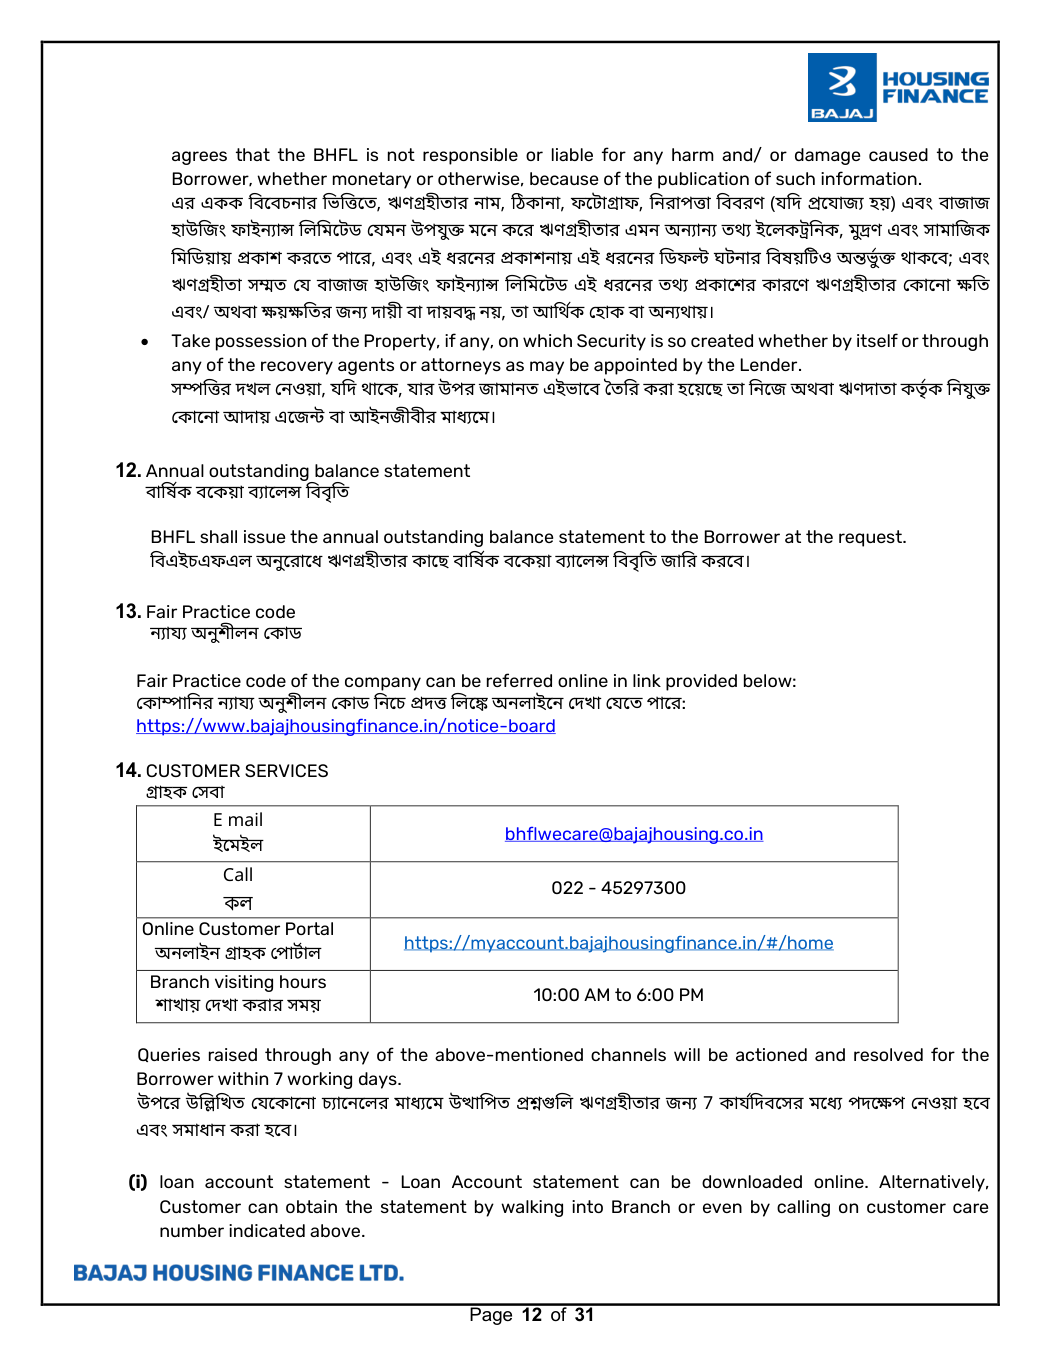 BAJAJ
HOUSING
FINANCE
agrees that the BHFL is not responsible or liable for any harm and/ or damage caused to the
Borrower, whether monetary or otherwise, because of the publication of such information.
এর একক বিবেচনার ভিত্তিতে, ঋণগ্রহীতার নাম, ঠিকানা, ফটোগ্রাফ, নিরাপত্তা বিবরণ (যদি প্রযোজ্য হয়) এবং বাজাজ
হাউজিং ফাইন্যান্স লিমিটেড যেমন উপযুক্ত মনে করে ঋণগ্রহীতার এমন অন্যান্য তথ্য ইলেকট্রনিক, মুদ্রণ এবং সামাজিক
মিডিয়ায় প্রকাশ করতে পারে, এবং এই ধরনের প্রকাশনায় এই ধরনের ডিফল্ট ঘটনার বিষয়টিও অন্তর্ভুক্ত থাকবে; এবং
ঋণগ্রহীতা সম্মত যে বাজাজ হাউজিং ফাইন্যান্স লিমিটেড এই ধরনের তথ্য প্রকাশের কারণে ঋণগ্রহীতার কোনো ক্ষতি
এবং/ অথবা ক্ষয়ক্ষতির জন্য দায়ী বা দায়বদ্ধ নয়, তা আর্থিক হোক বা অন্যথায়।
• Take possession of the Property, if any, on which Security is so created whether by itself or through
any of the recovery agents or attorneys as may be appointed by the Lender.
সম্পত্তির দখল নেওয়া, যদি থাকে, যার উপর জামানত এইভাবে তৈরি করা হয়েছে তা নিজে অথবা ঋণদাতা কর্তৃক নিযুক্ত
কোনো আদায় এজেন্ট বা আইনজীবীর মাধ্যমে।
12. Annual outstanding balance statement
বার্ষিক বকেয়া ব্যালেন্স বিবৃতি
BHFL shall issue the annual outstanding balance statement to the Borrower at the request.
বিএইচএফএল অনুরোধে ঋণগ্রহীতার কাছে বার্ষিক বকেয়া ব্যালেন্স বিবৃতি জারি করবে।
13. Fair Practice code
ন্যায্য অনুশীলন কোড
Fair Practice code of the company can be referred online in link provided below:
কোম্পানির ন্যায্য অনুশীলন কোড নিচে প্রদত্ত লিঙ্কে অনলাইনে দেখা যেতে পারে:
https://www.bajajhousingfinance.in/notice-board
14. CUSTOMER SERVICES
গ্রাহক সেবা
E mail
ইমেইল
bhflwecare@bajajhousing.co.in
Call
কল
022 - 45297300
Online Customer Portal
অনলাইন গ্রাহক পোর্টাল
https://myaccount.bajajhousingfinance.in/#/home
Branch visiting hours
শাখায় দেখা করার সময়
10:00 AM to 6:00 PM
Queries raised through any of the above-mentioned channels will be actioned and resolved for the
Borrower within 7 working days.
উপরে উল্লিখিত যেকোনো চ্যানেলের মাধ্যমে উত্থাপিত প্রশ্নগুলি ঋণগ্রহীতার জন্য 7 কার্যদিবসের মধ্যে পদক্ষেপ নেওয়া হবে
এবং সমাধান করা হবে।
(i) loan account statement - Loan Account statement can be downloaded online. Alternatively,
Customer can obtain the statement by walking into Branch or even by calling on customer care
number indicated above.
BAJAJ HOUSING FINANCE LTD.
Page 12 of 31